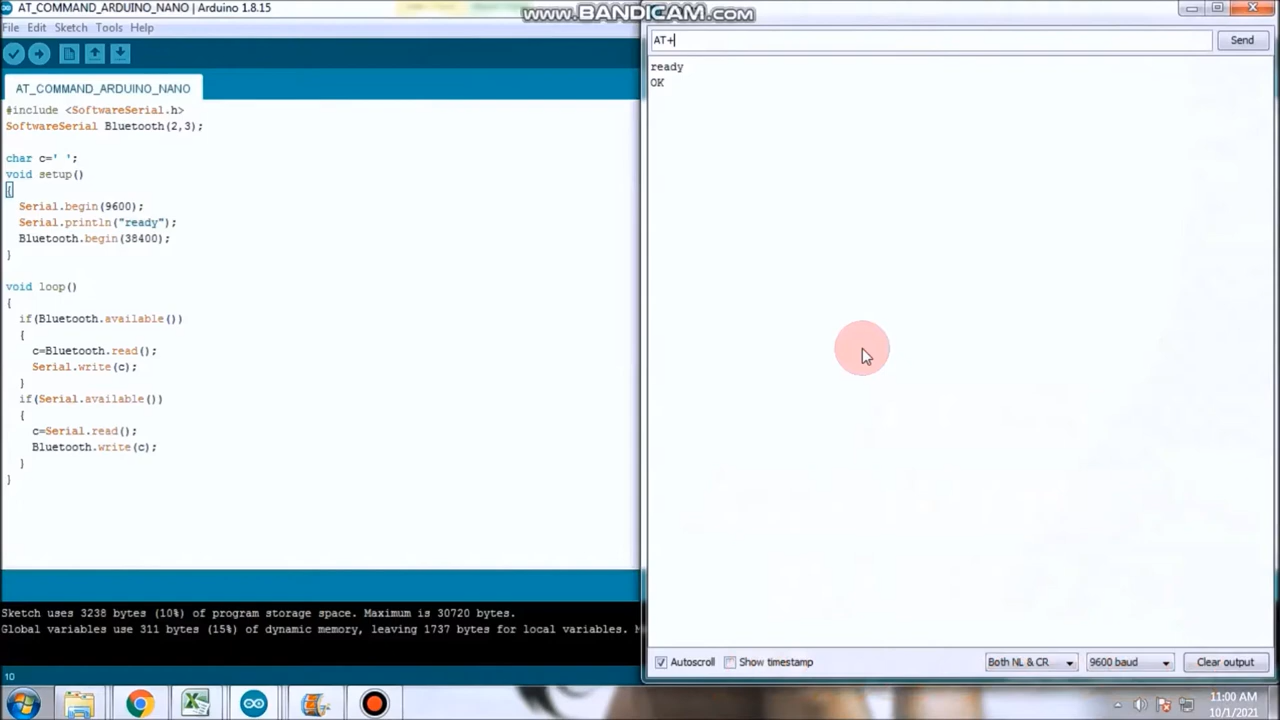 AT_COMMAND_ARDUINO_NANO | Arduino 1.8.15
File Edit Sketch Tools Help
AT_COMMAND_ARDUINO_NANO
#include <SoftwareSerial.h>
SoftwareSerial Bluetooth(2,3);
char c=' ';
void setup()
{
Serial.begin(9600);
Serial.println("ready");
Bluetooth.begin(38400);
}
void loop()
{
if(Bluetooth.available())
{
c=Bluetooth.read();
Serial.write(c);
}
if(Serial.available())
{
c=Serial.read();
Bluetooth.write(c);
}
}
Sketch uses 3238 bytes (10%) of program storage space. Maximum is 30720 bytes.
Global variables use 311 bytes (15%) of dynamic memory, leaving 1737 bytes for local variables.
10
www.BANDICAM.com
AT+
Send
ready
OK
Autoscroll Show timestamp Both NL & CR 9600 baud Clear output
11:00 AM
10/1/2021